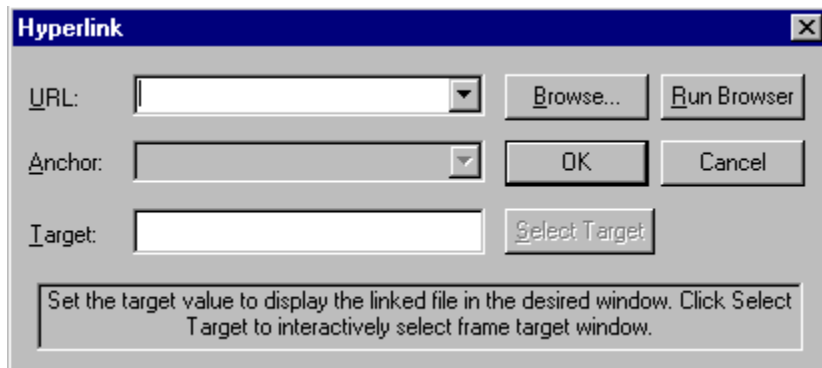 Hyperlink
URL: Browse... Run Browser
Anchor: OK Cancel
Target: Select Target
Set the target value to display the linked file in the desired window. Click Select
Target to interactively select frame target window.